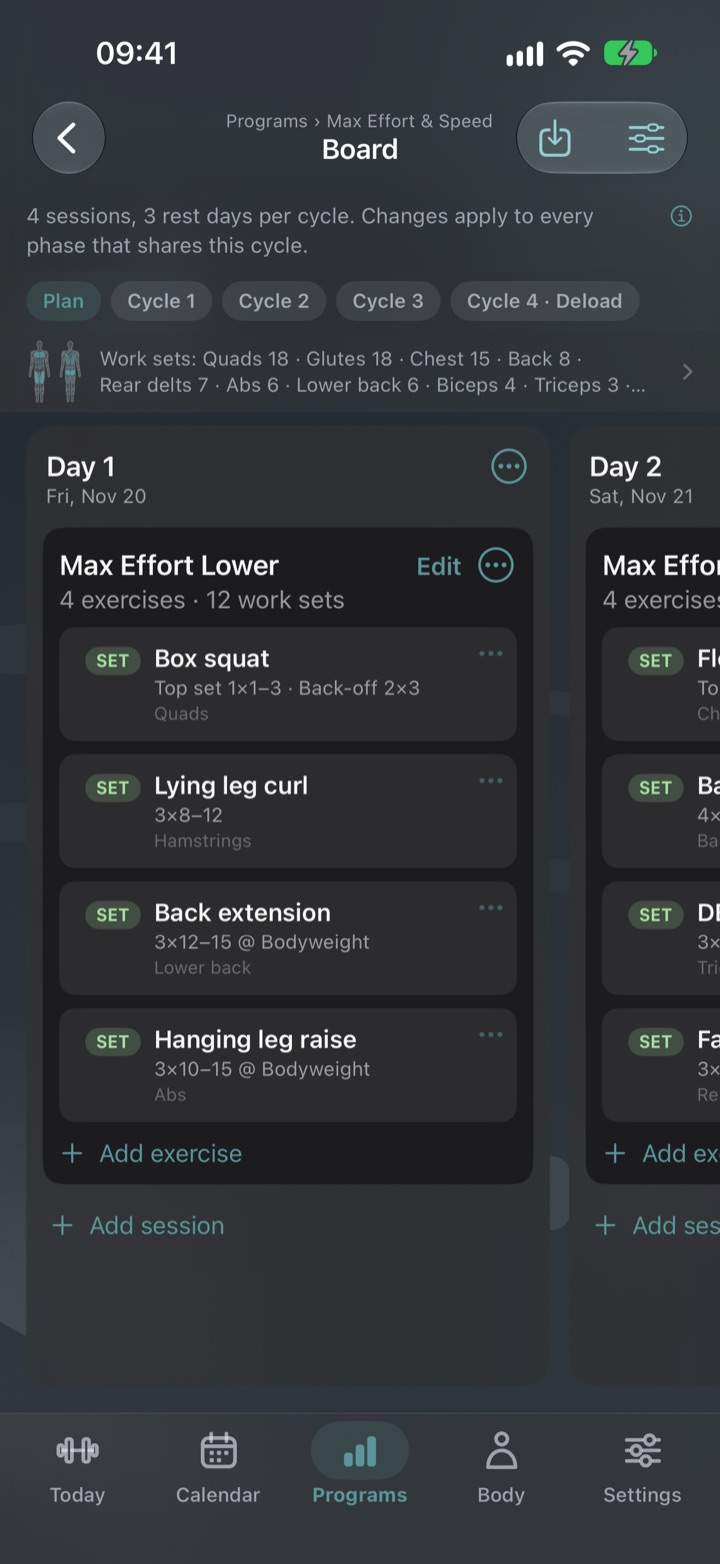 09:41
Programs › Max Effort & Speed
Board
4 sessions, 3 rest days per cycle. Changes apply to every
phase that shares this cycle.
Plan
Cycle 1
Cycle 2
Cycle 3
Cycle 4 · Deload
Work sets: Quads 18 · Glutes 18 · Chest 15 · Back 8 ·
Rear delts 7 · Abs 6 · Lower back 6 · Biceps 4 · Triceps 3 ·...
Day 1
Fri, Nov 20
Max Effort Lower
Edit
4 exercises · 12 work sets
SET
Box squat
Top set 1×1–3 · Back-off 2×3
Quads
SET
Lying leg curl
3×8–12
Hamstrings
SET
Back extension
3×12–15 @ Bodyweight
Lower back
SET
Hanging leg raise
3×10–15 @ Bodyweight
Abs
+ Add exercise
+ Add session
Day 2
Sat, Nov 21
Max
4 exercises
SET
SET
4×
SET
3×
SET
3×
+ Add
+ Add
Today
Calendar
Programs
Body
Settings